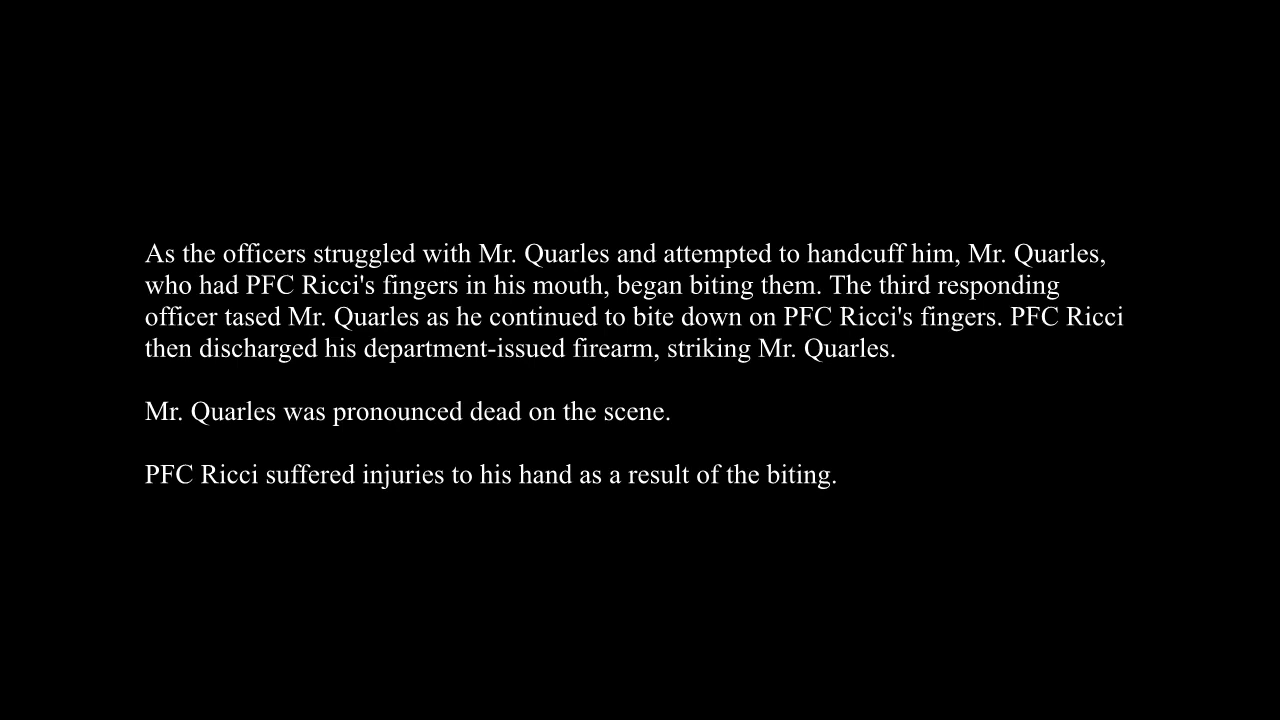 As the officers struggled with Mr. Quarles and attempted to handcuff him, Mr. Quarles,
who had PFC Ricci's fingers in his mouth, began biting them. The third responding
officer tased Mr. Quarles as he continued to bite down on PFC Ricci's fingers. PFC Ricci
then discharged his department-issued firearm, striking Mr. Quarles.
Mr. Quarles was pronounced dead on the scene.
PFC Ricci suffered injuries to his hand as a result of the biting.